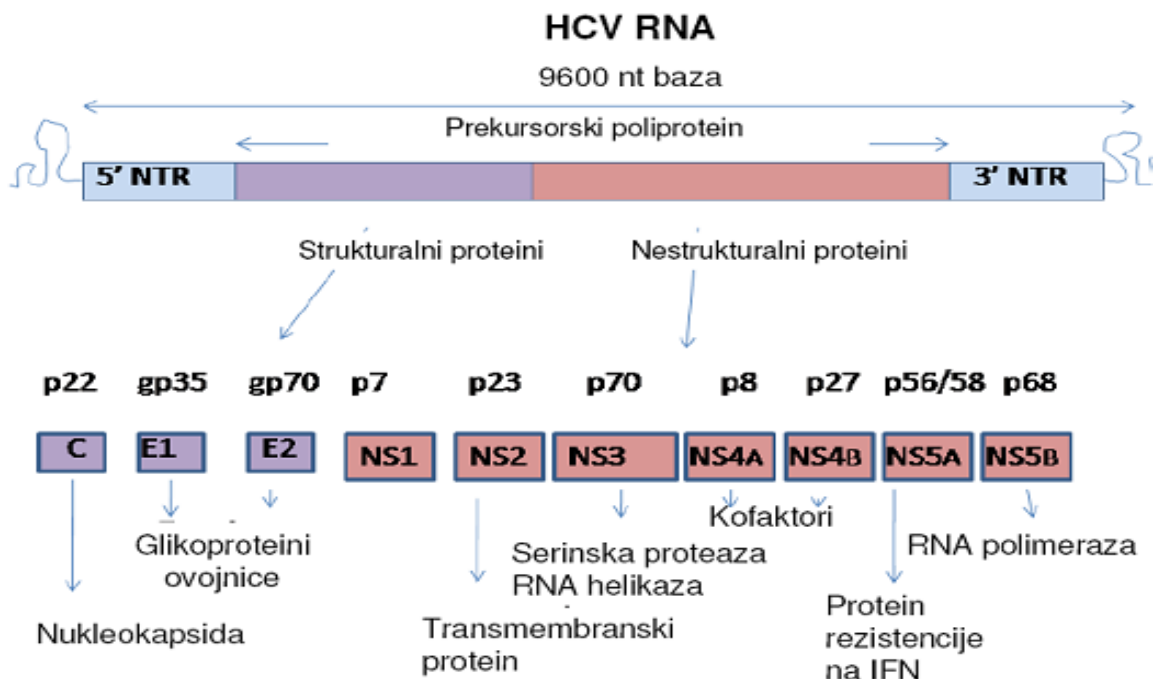 HCV RNA
9600 nt baza
Prekursorski poliprotein
5' NTR
3' NTR
Strukturalni proteini
Nestrukturalni proteini
p22 gp35 gp70 p7 p23 p70 p8 p27 p56/58 p68
C E1 E2 NS1 NS2 NS3 NS4A NS4B NS5A NS5B
Glikoproteini
ovojnice
Nukleokapsida
Transmembranski
protein
Serinska proteaza
RNA helikaza
Kofaktori
Protein
rezistencije
na IFN
RNA polimeraza